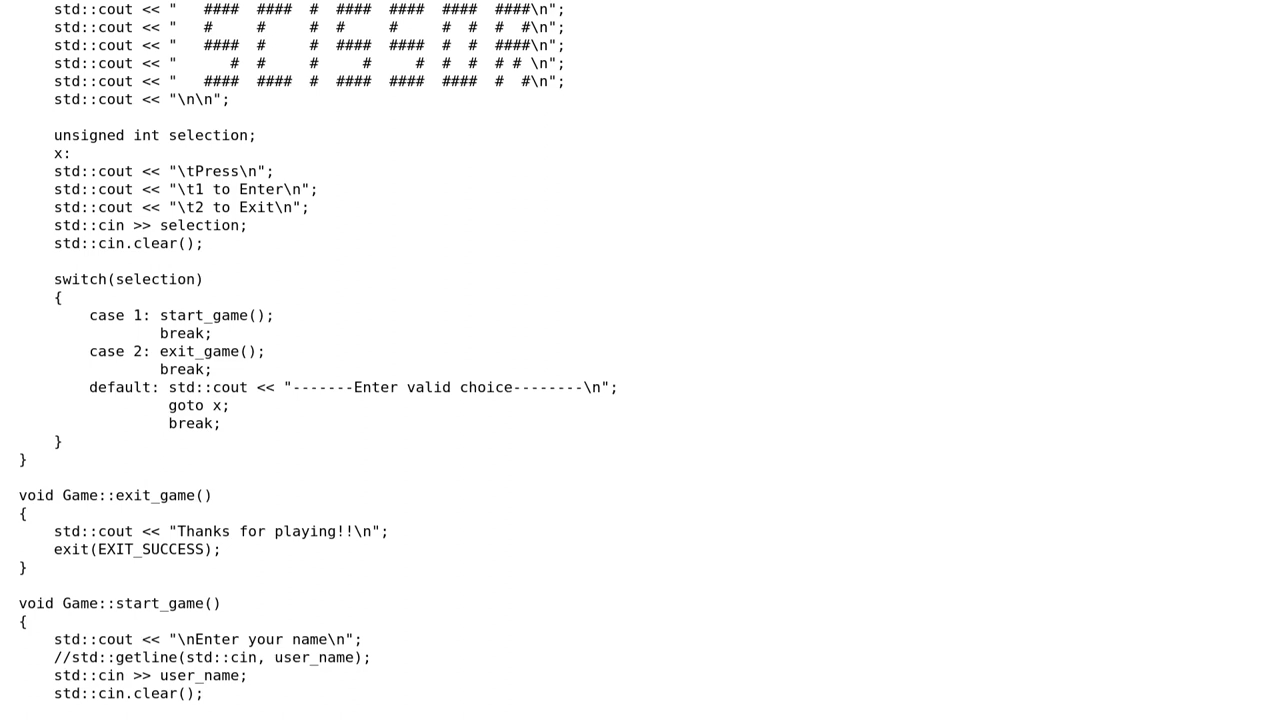 std::cout << "   ####  ####  #  ####  ####  ####  ####\n";
    std::cout << "   #     #     #  #     #     #  #  #  #\n";
    std::cout << "   ####  #     #  ####  ####  #  #  ####\n";
    std::cout << "      #  #     #     #     #  #  #  # # \n";
    std::cout << "   ####  ####  #  ####  ####  ####  #  #\n";
    std::cout << "\n\n";

    unsigned int selection;
    x:
    std::cout << "\tPress\n";
    std::cout << "\t1 to Enter\n";
    std::cout << "\t2 to Exit\n";
    std::cin >> selection;
    std::cin.clear();

    switch(selection)
    {
        case 1: start_game();
                break;
        case 2: exit_game();
                break;
        default: std::cout << "-------Enter valid choice--------\n";
                 goto x;
                 break;
    }
}

void Game::exit_game()
{
    std::cout << "Thanks for playing!!\n";
    exit(EXIT_SUCCESS);
}

void Game::start_game()
{
    std::cout << "\nEnter your name\n";
    //std::getline(std::cin, user_name);
    std::cin >> user_name;
    std::cin.clear();